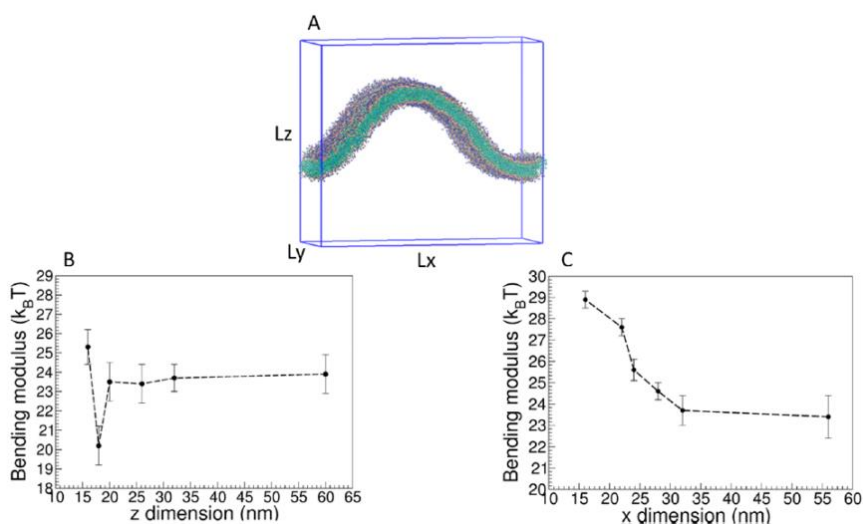 A
Lz
Ly
Lx
B
29
28
27
26
25
24
23
22
21
20
19
18
Bending modulus (k_BT)
10 15 20 25 30 35 40 45 50 55 60 65
z dimension (nm)
C
30
29
28
27
26
25
24
23
22
21
20
Bending modulus (k_BT)
10 15 20 25 30 35 40 45 50 55 60
x dimension (nm)